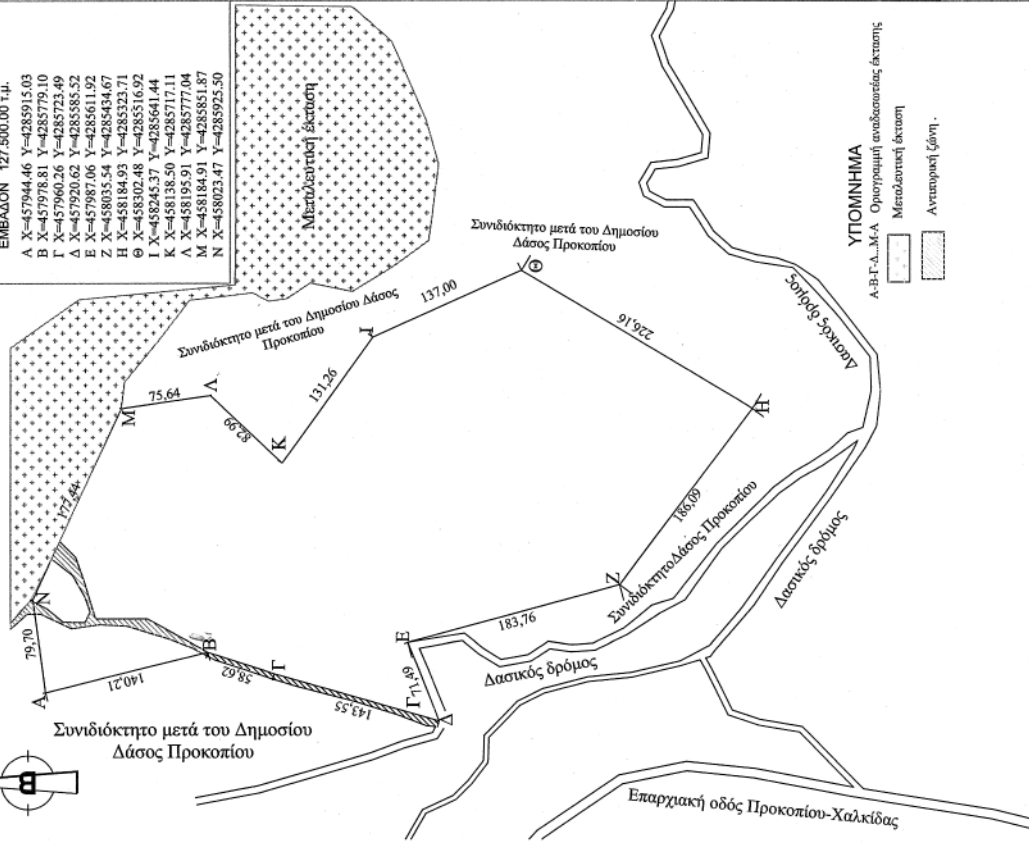 ΕΜΒΑΔΟΝ 127.500.00 τ.μ.
Α Χ=457944.46 Υ=4285915.03
Β Χ=457978.81 Υ=4285779.10
Γ Χ=457960.26 Υ=4285723.49
Δ Χ=457920.62 Υ=4285585.52
Ε Χ=457987.06 Υ=4285611.92
Ζ Χ=458035.54 Υ=4285434.67
Η Χ=458184.93 Υ=4285323.71
Θ Χ=458302.48 Υ=4285516.92
Ι Χ=458245.37 Υ=4285641.44
Κ Χ=458138.50 Υ=4285717.11
Λ Χ=458195.91 Υ=4285777.04
Μ Χ=458184.91 Υ=4285851.87
Ν Χ=458023.47 Υ=4285925.50
Μεταλλευτική έκταση
Συνιδιόκτητο μετά του Δημοσίου Δάσος
Προκοπίου
Συνιδιόκτητο μετά του Δημοσίου
Δάσος Προκοπίου
Α
Ν
Μ
Λ
Κ
Ι
Θ
Η
Ζ
Ε
Δ
Γ
Γ
Β
79,70
177,44
75,64
82,99
131,26
137,00
226,16
186,09
183,76
71,49
143,55
58,62
140,21
Συνιδιόκτητο μετά του Δημοσίου
Δάσος Προκοπίου
Β
Συνιδιόκτητο Δάσος Προκοπίου
Δασικός δρόμος
Δασικός δρόμος
Δασικός δρόμος
Επαρχιακή οδός Προκοπίου-Χαλκίδας
ΥΠΟΜΝΗΜΑ
Α-Β-Γ-Δ...Μ-Α Οριογραμμή αναδασωτέας έκτασης
Μεταλευτική έκταση
Αντιπυρική ζώνη .